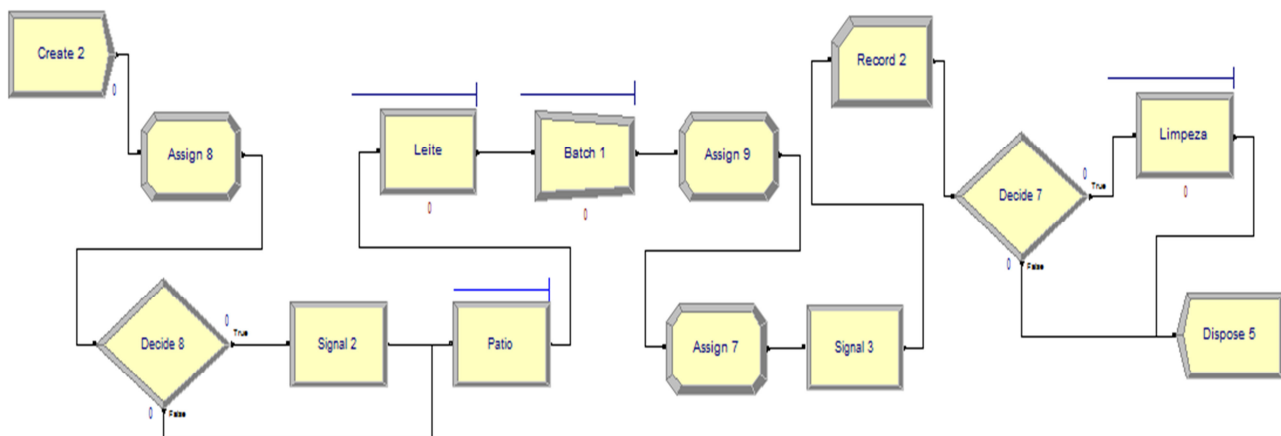 Create 2
0
Assign 8
Decide 8
0
True
0
False
Signal 2
Patio
Leite
0
Batch 1
0
Assign 9
Assign 7
Signal 3
Record 2
Decide 7
0
True
0
False
Limpeza
0
Dispose 5